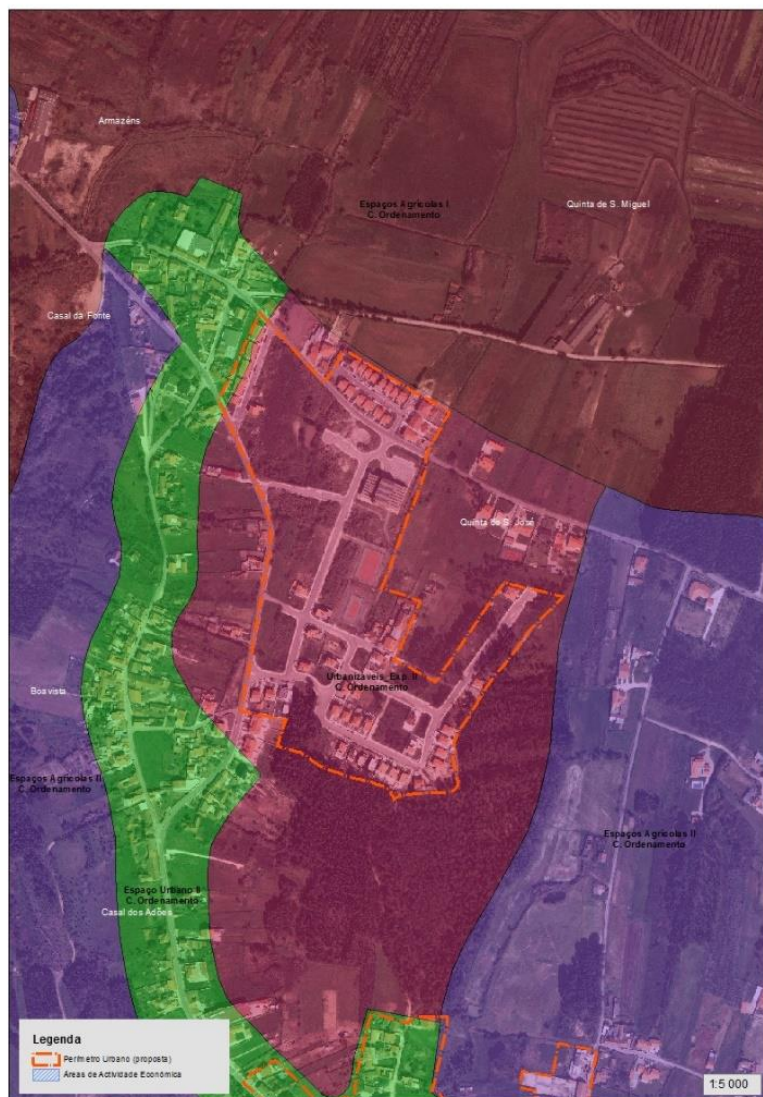 Armazéns
Espaços Agrícolas I
C. Ordenamento
Quinta de S. Miguel
Casal da Fonte
Quinta de S. José
Urbanizáveis_Exp. II
C. Ordenamento
Boavista
Espaços Agrícolas II
C. Ordenamento
Espaços Agrícolas II
C. Ordenamento
Espaço Urbano II
C. Ordenamento
Casal dos Adões
Legenda
Perímetro Urbano (proposta)
Áreas de Actividade Económica
1:5 000